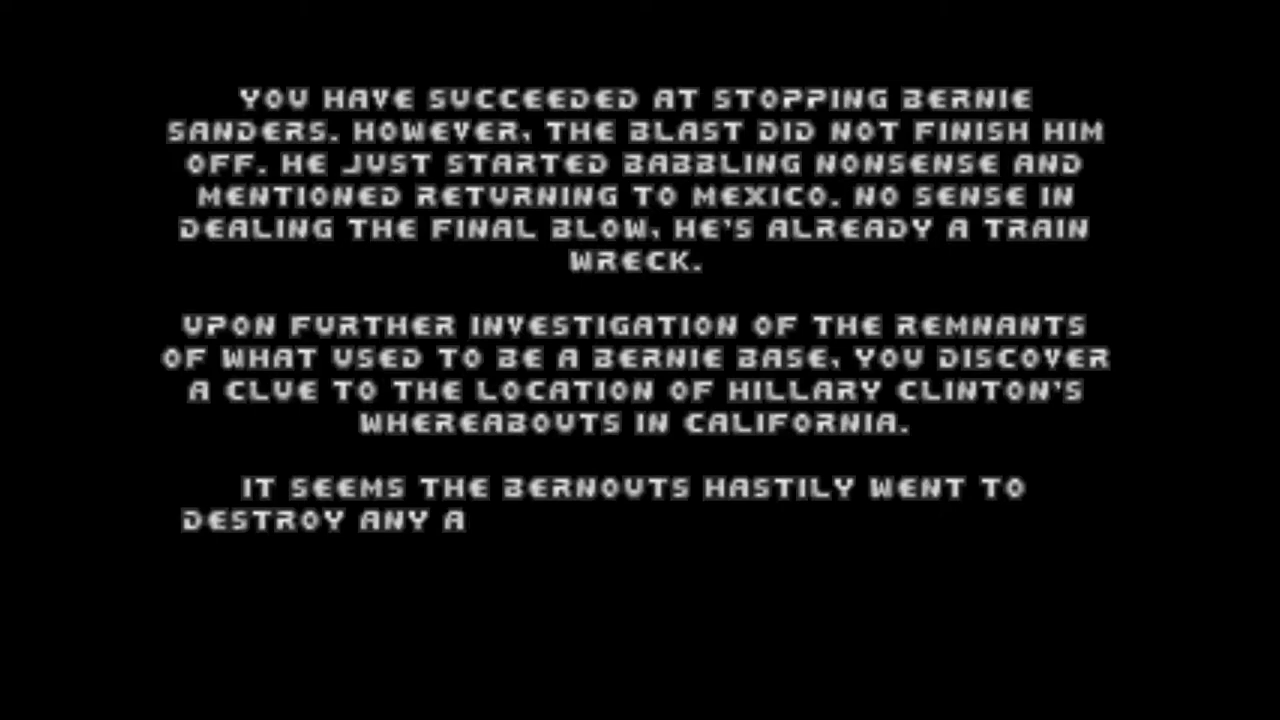 YOU HAVE SUCCEEDED AT STOPPING BERNIE
SANDERS. HOWEVER, THE BLAST DID NOT FINISH HIM
OFF. HE JUST STARTED BABBLING NONSENSE AND
MENTIONED RETURNING TO MEXICO. NO SENSE IN
DEALING THE FINAL BLOW, HE'S ALREADY A TRAIN
WRECK.
UPON FURTHER INVESTIGATION OF THE REMNANTS
OF WHAT USED TO BE A BERNIE BASE, YOU DISCOVER
A CLUE TO THE LOCATION OF HILLARY CLINTON'S
WHEREABOUTS IN CALIFORNIA.
IT SEEMS THE BERNOUTS HASTILY WENT TO
DESTROY ANY A